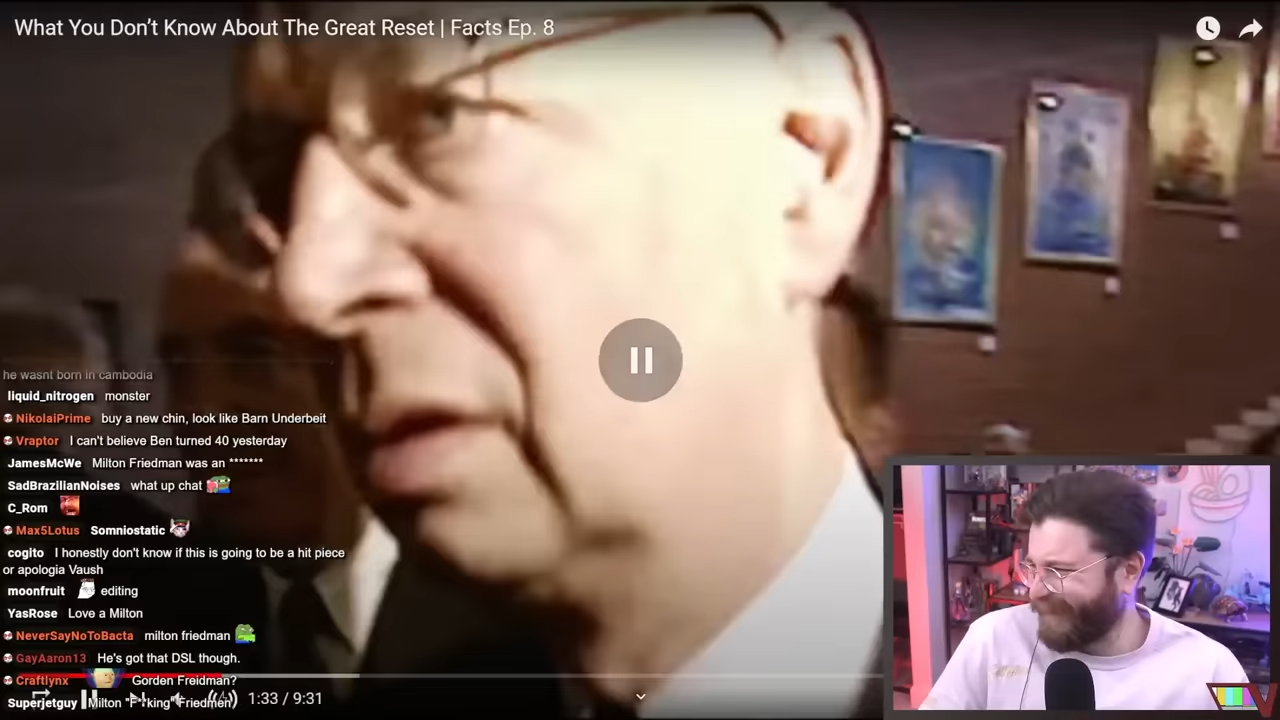 What You Don’t Know About The Great Reset | Facts Ep. 8
he wasnt born in cambodia
liquid_nitrogen monster
NikolaiPrime buy a new chin, look like Barn Underbeit
Vraptor I can't believe Ben turned 40 yesterday
JamesMcWe Milton Friedman was an *******
SadBrazilianNoises what up chat
C_Rom
Max5Lotus Somniostatic
cogito I honestly don't know if this is going to be a hit piece
or apologia Vaush
moonfruit editing
YasRose Love a Milton
NeverSayNoToBacta milton friedman
GayAaron13 He's got that DSL though.
Craftlynx Gorden Freidman?
Superjetguy Milton "F**king" Friedmen
1:33 / 9:31